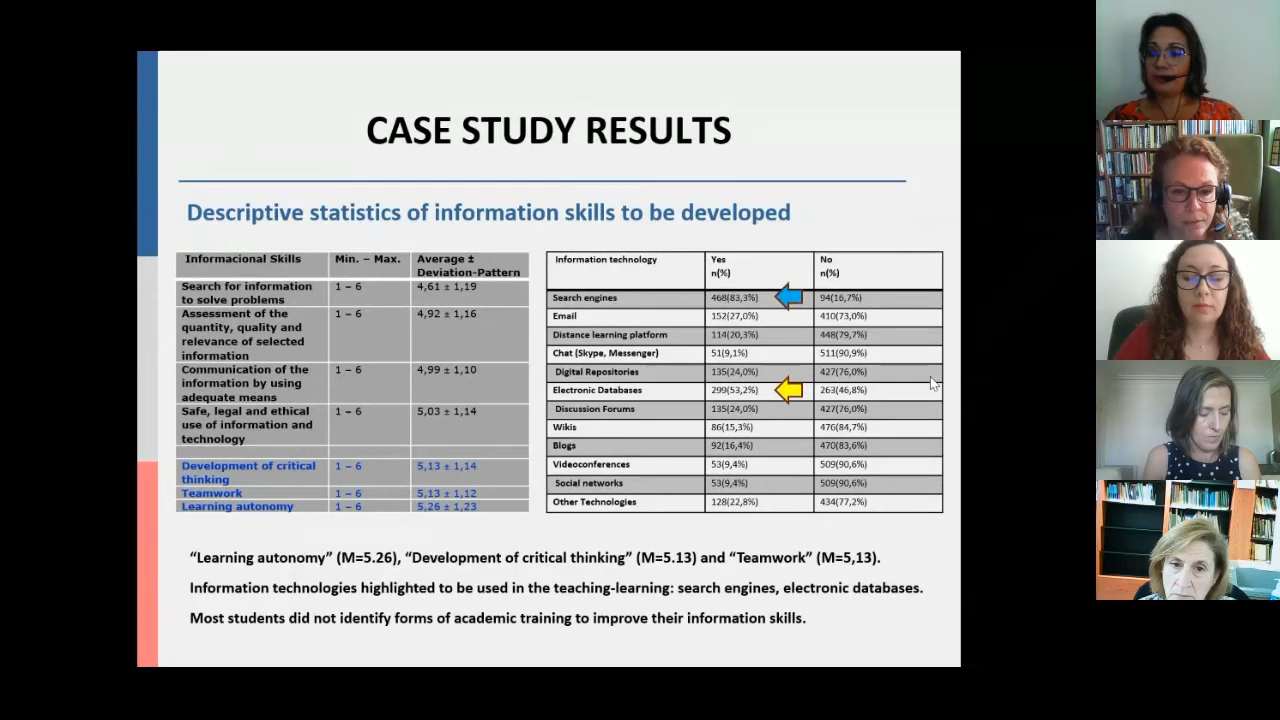 CASE STUDY RESULTS
Descriptive statistics of information skills to be developed
Informacional Skills Min. – Max. Average ±
Deviation-Pattern
Search for information 1 – 6 4,61 ± 1,19
to solve problems
Assessment of the 1 – 6 4,92 ± 1,16
quantity, quality and
relevance of selected
information
Communication of the 1 – 6 4,99 ± 1,10
information by using
adequate means
Safe, legal and ethical 1 – 6 5,03 ± 1,14
use of information and
technology
Development of critical 1 – 6 5,13 ± 1,14
thinking
Teamwork 1 – 6 5,13 ± 1,12
Learning autonomy 1 – 6 5,26 ± 1,23
Information technology Yes No
n(%) n(%)
Search engines 468(83,3%) 94(16,7%)
Email 152(27,0%) 410(73,0%)
Distance learning platform 114(20,3%) 448(79,7%)
Chat (Skype, Messenger) 51(9,1%) 511(90,9%)
Digital Repositories 135(24,0%) 427(76,0%)
Electronic Databases 299(53,2%) 263(46,8%)
Discussion Forums 135(24,0%) 427(76,0%)
Wikis 86(15,3%) 476(84,7%)
Blogs 92(16,4%) 470(83,6%)
Videoconferences 53(9,4%) 509(90,6%)
Social networks 53(9,4%) 509(90,6%)
Other Technologies 128(22,8%) 434(77,2%)
“Learning autonomy” (M=5.26), “Development of critical thinking” (M=5.13) and “Teamwork” (M=5,13).
Information technologies highlighted to be used in the teaching-learning: search engines, electronic databases.
Most students did not identify forms of academic training to improve their information skills.